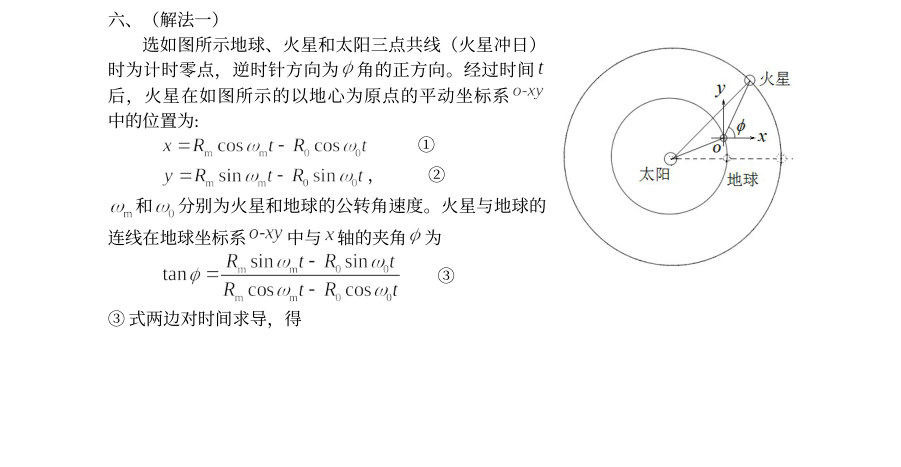 六、（解法一）
选如图所示地球、火星和太阳三点共线（火星冲日）
时为计时零点，逆时针方向为 ϕ 角的正方向。经过时间 t
后，火星在如图所示的以地心为原点的平动坐标系 o-xy
中的位置为:
x = R_m cos ω_m t − R_0 cos ω_0 t ①
y = R_m sin ω_m t − R_0 sin ω_0 t ， ②
ω_m 和 ω_0 分别为火星和地球的公转角速度。火星与地球的
连线在地球坐标系 o-xy 中与 x 轴的夹角 ϕ 为
tan ϕ = (R_m sin ω_m t − R_0 sin ω_0 t) / (R_m cos ω_m t − R_0 cos ω_0 t) ③
③ 式两边对时间求导，得
火星
y
ϕ
x
o
太阳
地球